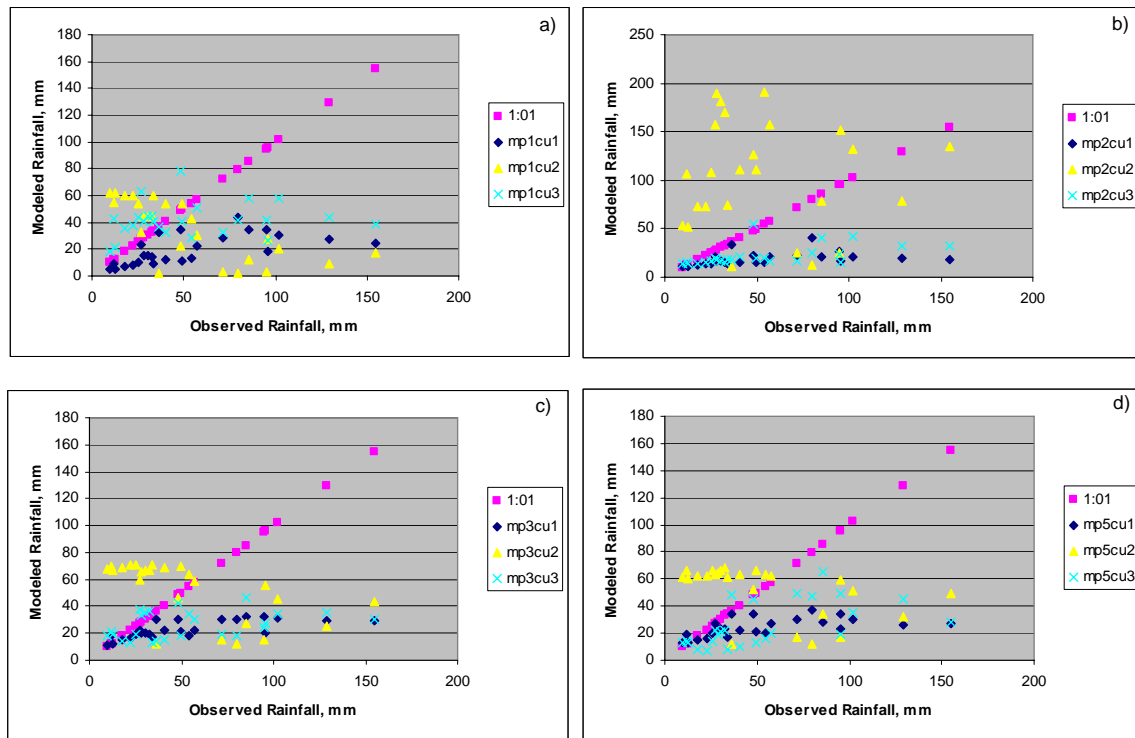 a)
180
160
140
120
100
80
60
40
20
0
Modeled Rainfall, mm
0 50 100 150 200
Observed Rainfall, mm
1:01
mp1cu1
mp1cu2
mp1cu3
b)
250
200
150
100
50
0
Modeled Rainfall, mm
0 50 100 150 200
Observed Rainfall, mm
1:01
mp2cu1
mp2cu2
mp2cu3
c)
180
160
140
120
100
80
60
40
20
0
Modeled Rainfall, mm
0 50 100 150 200
Observed Rainfall, mm
1:01
mp3cu1
mp3cu2
mp3cu3
d)
180
160
140
120
100
80
60
40
20
0
Modeled Rainfall, mm
0 50 100 150 200
Observed Rainfall, mm
1:01
mp5cu1
mp5cu2
mp5cu3